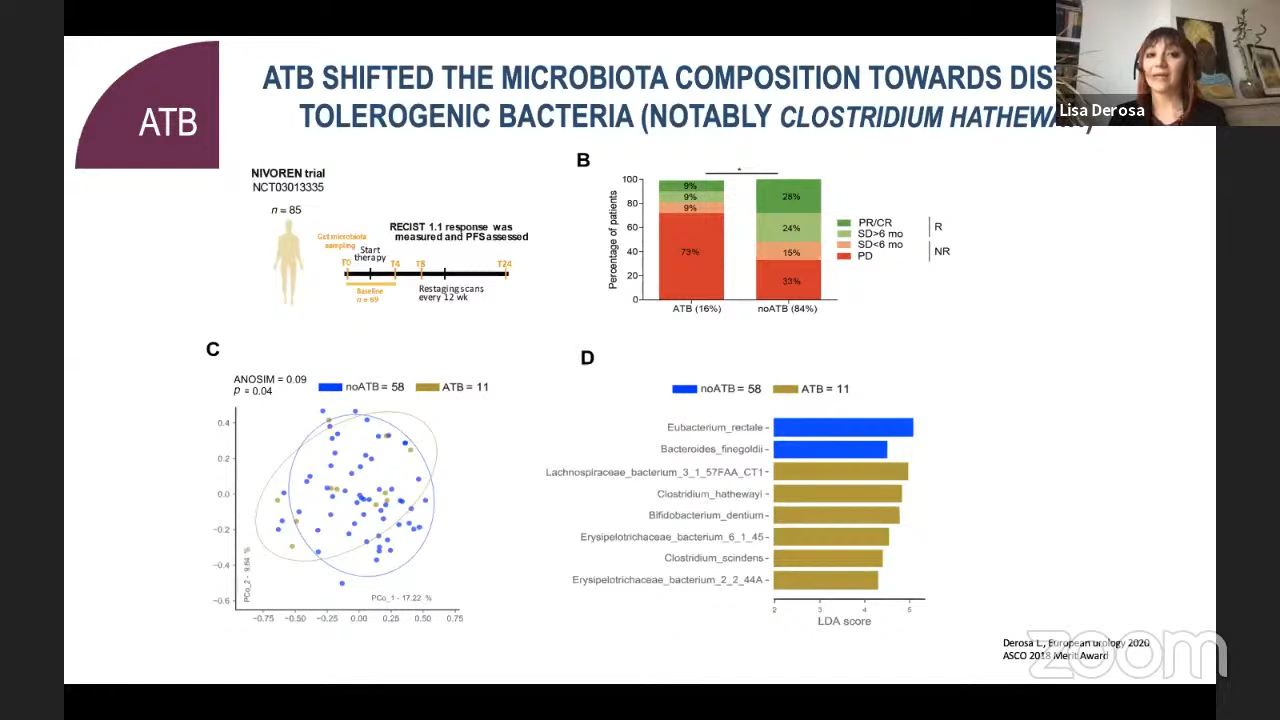 ATB
ATB SHIFTED THE MICROBIOTA COMPOSITION TOWARDS
TOLEROGENIC BACTERIA (NOTABLY CLOSTRIDIUM
Lisa Derosa
NIVOREN trial
NCT03013335
n = 85
Gut microbiota
sampling
RECIST 1.1 response was
measured and PFS assessed
Start
therapy
T0
T4
T8
T24
Baseline
n = 69
Restaging scans
every 12 wk
B
*
Percentage of patients
100
80
60
40
20
0
9%
9%
9%
73%
28%
24%
15%
33%
ATB (16%)
noATB (84%)
PR/CR
SD>6 mo
SD<6 mo
PD
R
NR
C
ANOSIM = 0.09
p = 0.04
noATB = 58
ATB = 11
0.4
0.2
0.0
−0.2
−0.4
−0.6
PCo_2 - 9.84 %
PCo_1 - 17.22 %
−0.75
−0.50
−0.25
0.00
0.25
0.50
0.75
D
noATB = 58
ATB = 11
Eubacterium_rectale
Bacteroides_finegoldii
Lachnospiraceae_bacterium_3_1_57FAA_CT1
Clostridium_hathewayi
Bifidobacterium_dentium
Erysipelotrichaceae_bacterium_6_1_45
Clostridium_scindens
Erysipelotrichaceae_bacterium_2_2_44A
2
3
4
5
LDA score
Derosa L., European urology 2020
ASCO 2018 Merit Award
zoom